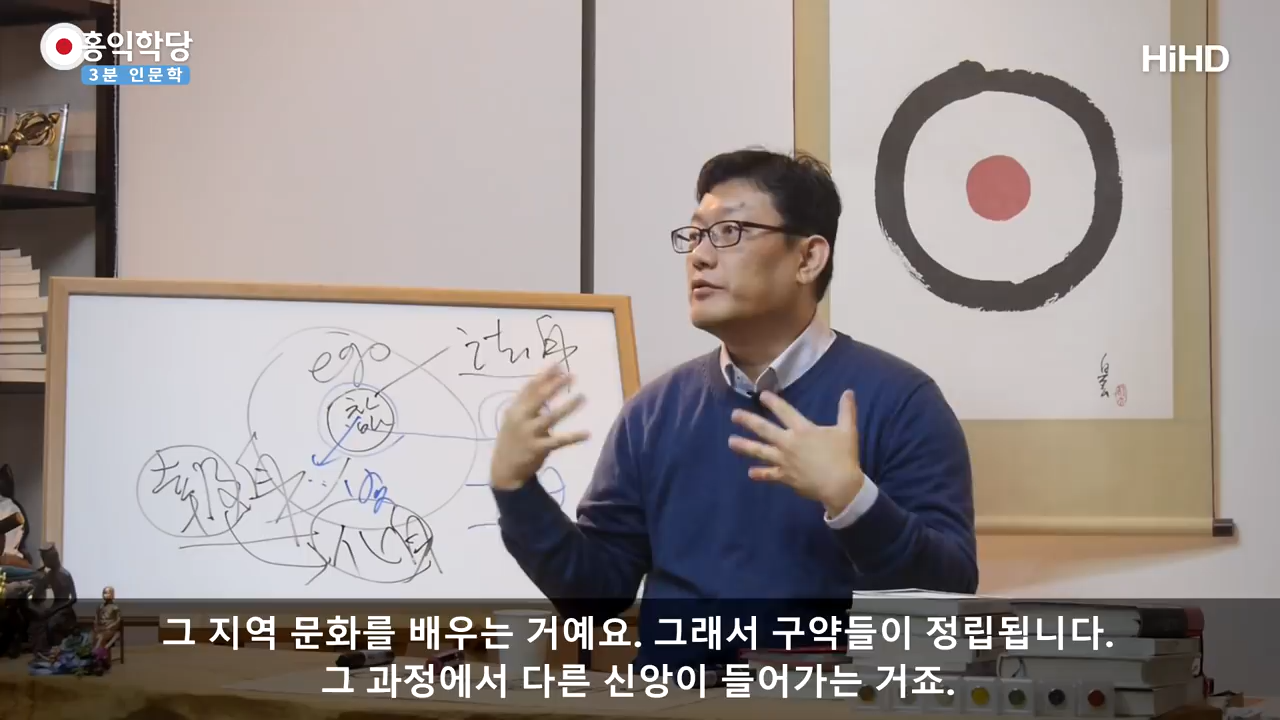 홍익학당
3분 인문학
HiHD
ego
참
그 지역 문화를 배우는 거예요. 그래서 구약들이 정립됩니다.
그 과정에서 다른 신앙이 들어가는 거죠.